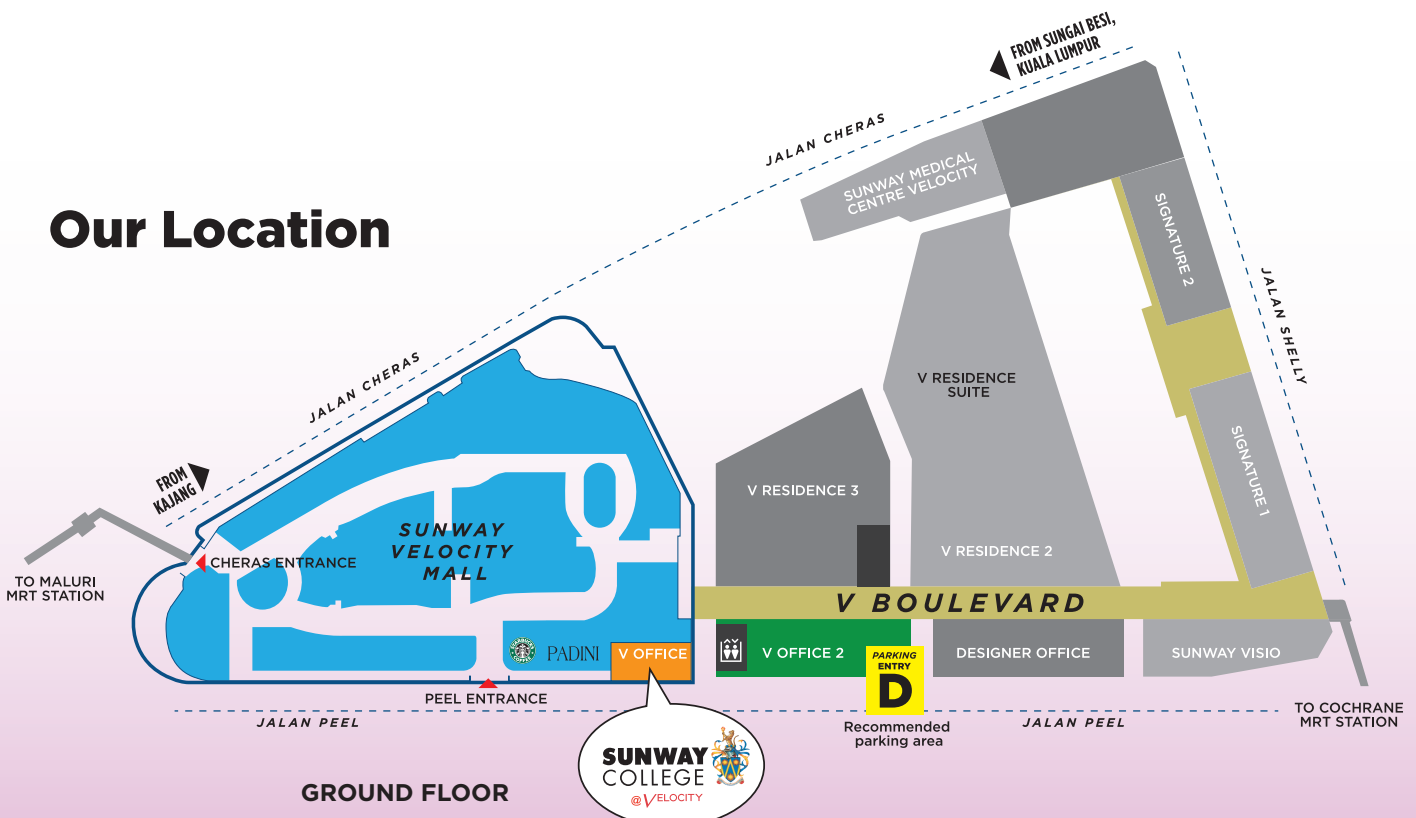 FROM SUNGAI BESI,
KUALA LUMPUR
JALAN CHERAS
SUNWAY MEDICAL
CENTRE VELOCITY
Our Location
SIGNATURE 2
JALAN SHELLY
JALAN CHERAS
V RESIDENCE
SUITE
SIGNATURE 1
FROM
KAJANG
V RESIDENCE 3
SUNWAY
VELOCITY
MALL
V RESIDENCE 2
CHERAS ENTRANCE
TO MALURI
MRT STATION
V BOULEVARD
STARBUCKS
COFFEE
PADINI
V OFFICE
V OFFICE 2
PARKING
ENTRY
D
DESIGNER OFFICE
SUNWAY VISIO
PEEL ENTRANCE
JALAN PEEL
Recommended
parking area
JALAN PEEL
TO COCHRANE
MRT STATION
SUNWAY
COLLEGE
@VELOCITY
GROUND FLOOR